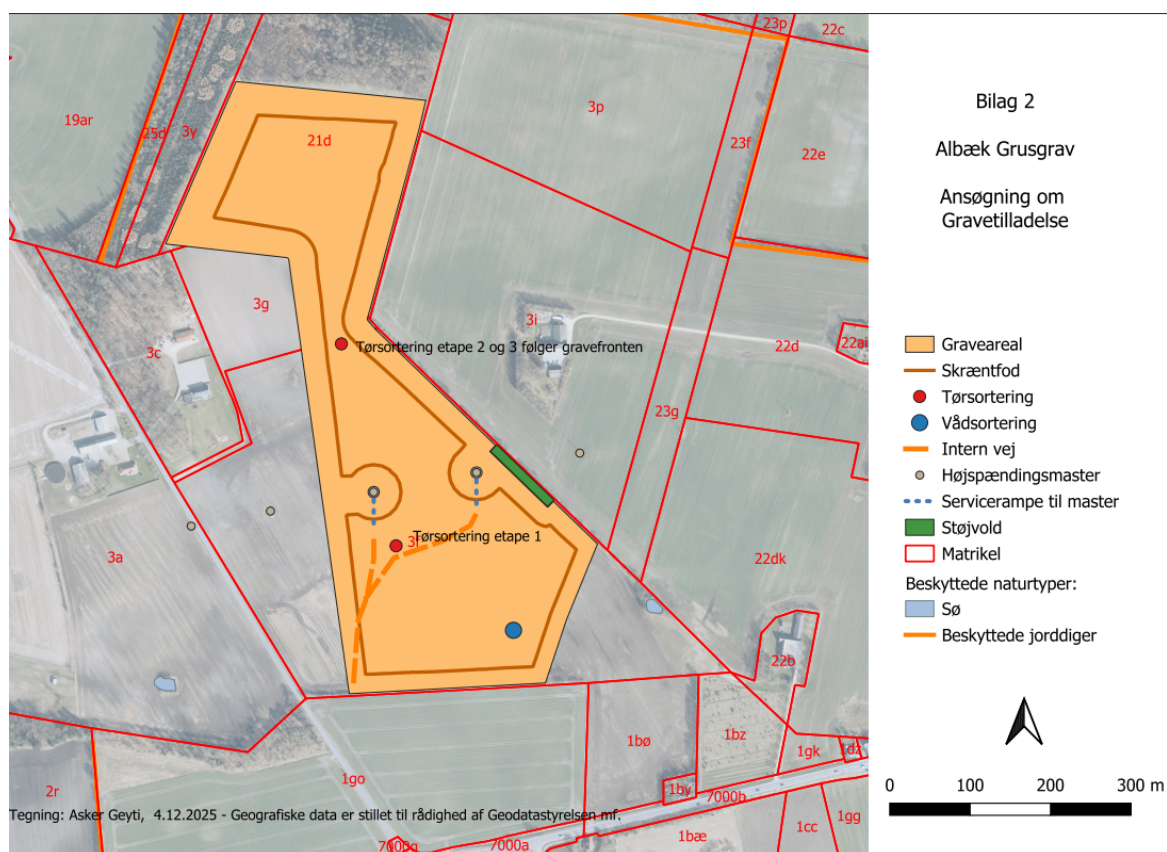 23p
22c
3p
19ar
25d
3y
21d
23f
22e
3g
3i
Tørsortering etape 2 og 3 følger gravefronten
22d
22ai
3c
23g
Tørsortering etape 1
3f
3a
22dk
22b
1bø
1bz
1gk
1dz
2r
1go
1by
7000b
Tegning: Asker Geyti, 4.12.2025 - Geografiske data er stillet til rådighed af Geodatastyrelsen mf.
7000g
7000a
1bæ
1cc
1gg
Bilag 2
Albæk Grusgrav
Ansøgning om
Gravetilladelse
Graveareal
Skræntfod
Tørsortering
Vådsortering
Intern vej
Højspændingsmaster
Servicerampe til master
Støjvold
Matrikel
Beskyttede naturtyper:
Sø
Beskyttede jorddiger
0 100 200 300 m